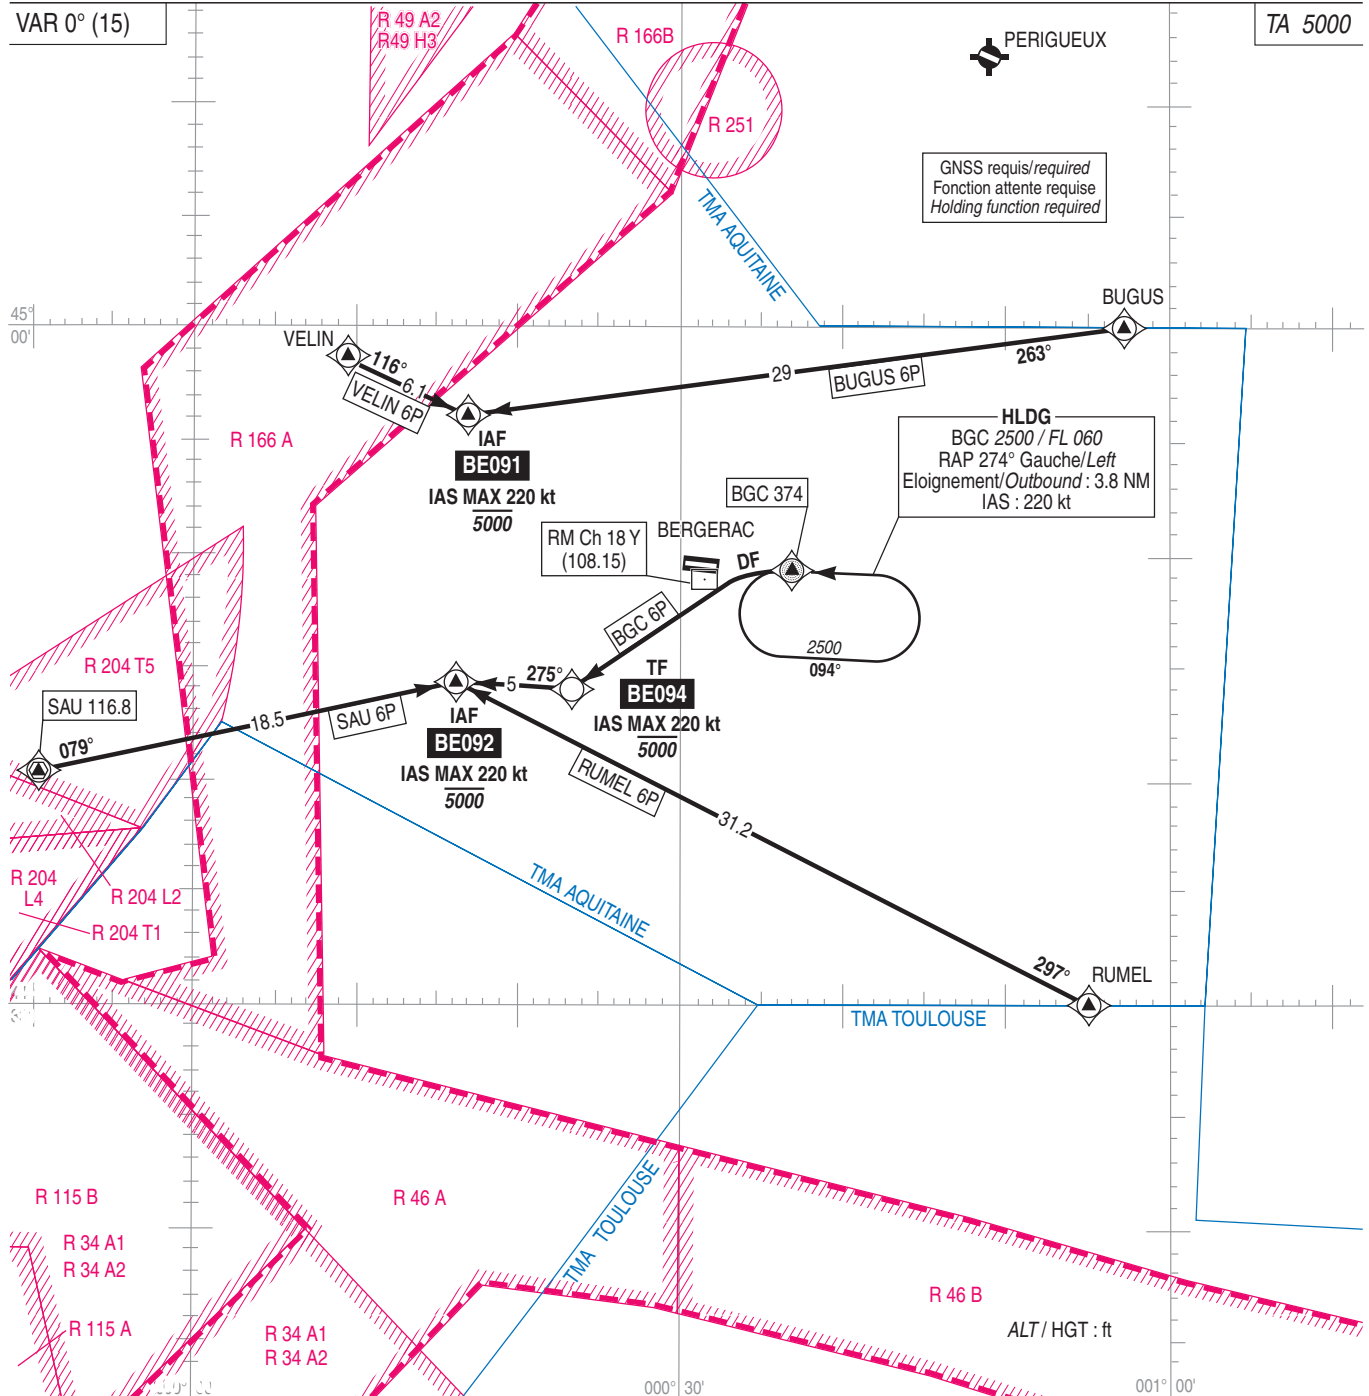 VAR 0° (15)
R 49 A2
R49 H3
R 166B
PERIGUEUX
TA 5000
R 251
GNSS requis/required
Fonction attente requise
Holding function required
TMA AQUITAINE
BUGUS
45°
00'
VELIN
116°
6.1
VELIN 6P
263°
29
BUGUS 6P
R 166 A
IAF
BE091
IAS MAX 220 kt
5000
HLDG
BGC 2500 / FL 060
RAP 274° Gauche/Left
Eloignement/Outbound : 3.8 NM
IAS : 220 kt
BGC 374
RM Ch 18 Y
(108.15)
BERGERAC
DF
BGC 6P
2500
094°
R 204 T5
SAU 116.8
079°
18.5
SAU 6P
5
275°
TF
BE094
IAS MAX 220 kt
5000
IAF
BE092
IAS MAX 220 kt
5000
RUMEL 6P
31.2
R 204
L4
R 204 L2
R 204 T1
TMA AQUITAINE
297°
RUMEL
TMA TOULOUSE
R 115 B
R 46 A
R 34 A1
R 34 A2
TMA TOULOUSE
R 46 B
R 115 A
R 34 A1
R 34 A2
ALT / HGT : ft
000° 30'
001° 00'